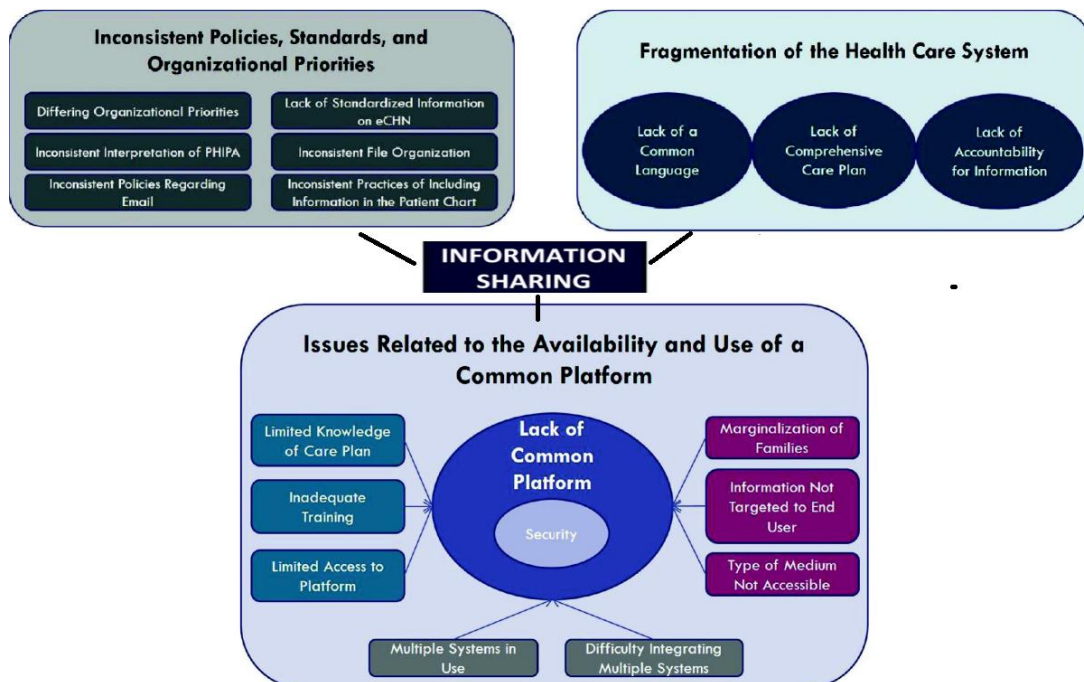 Inconsistent Policies, Standards, and
Organizational Priorities
Differing Organizational Priorities
Lack of Standardized Information
on eCHN
Inconsistent Interpretation of PHIPA
Inconsistent File Organization
Inconsistent Policies Regarding
Email
Inconsistent Practices of Including
Information in the Patient Chart
Fragmentation of the Health Care System
Lack of a
Common
Language
Lack of
Comprehensive
Care Plan
Lack of
Accountability
for Information
INFORMATION
SHARING
Issues Related to the Availability and Use of a
Common Platform
Limited Knowledge
of Care Plan
Inadequate
Training
Limited Access to
Platform
Lack of
Common
Platform
Security
Marginalization of
Families
Information Not
Targeted to End
User
Type of Medium
Not Accessible
Multiple Systems in
Use
Difficulty Integrating
Multiple Systems